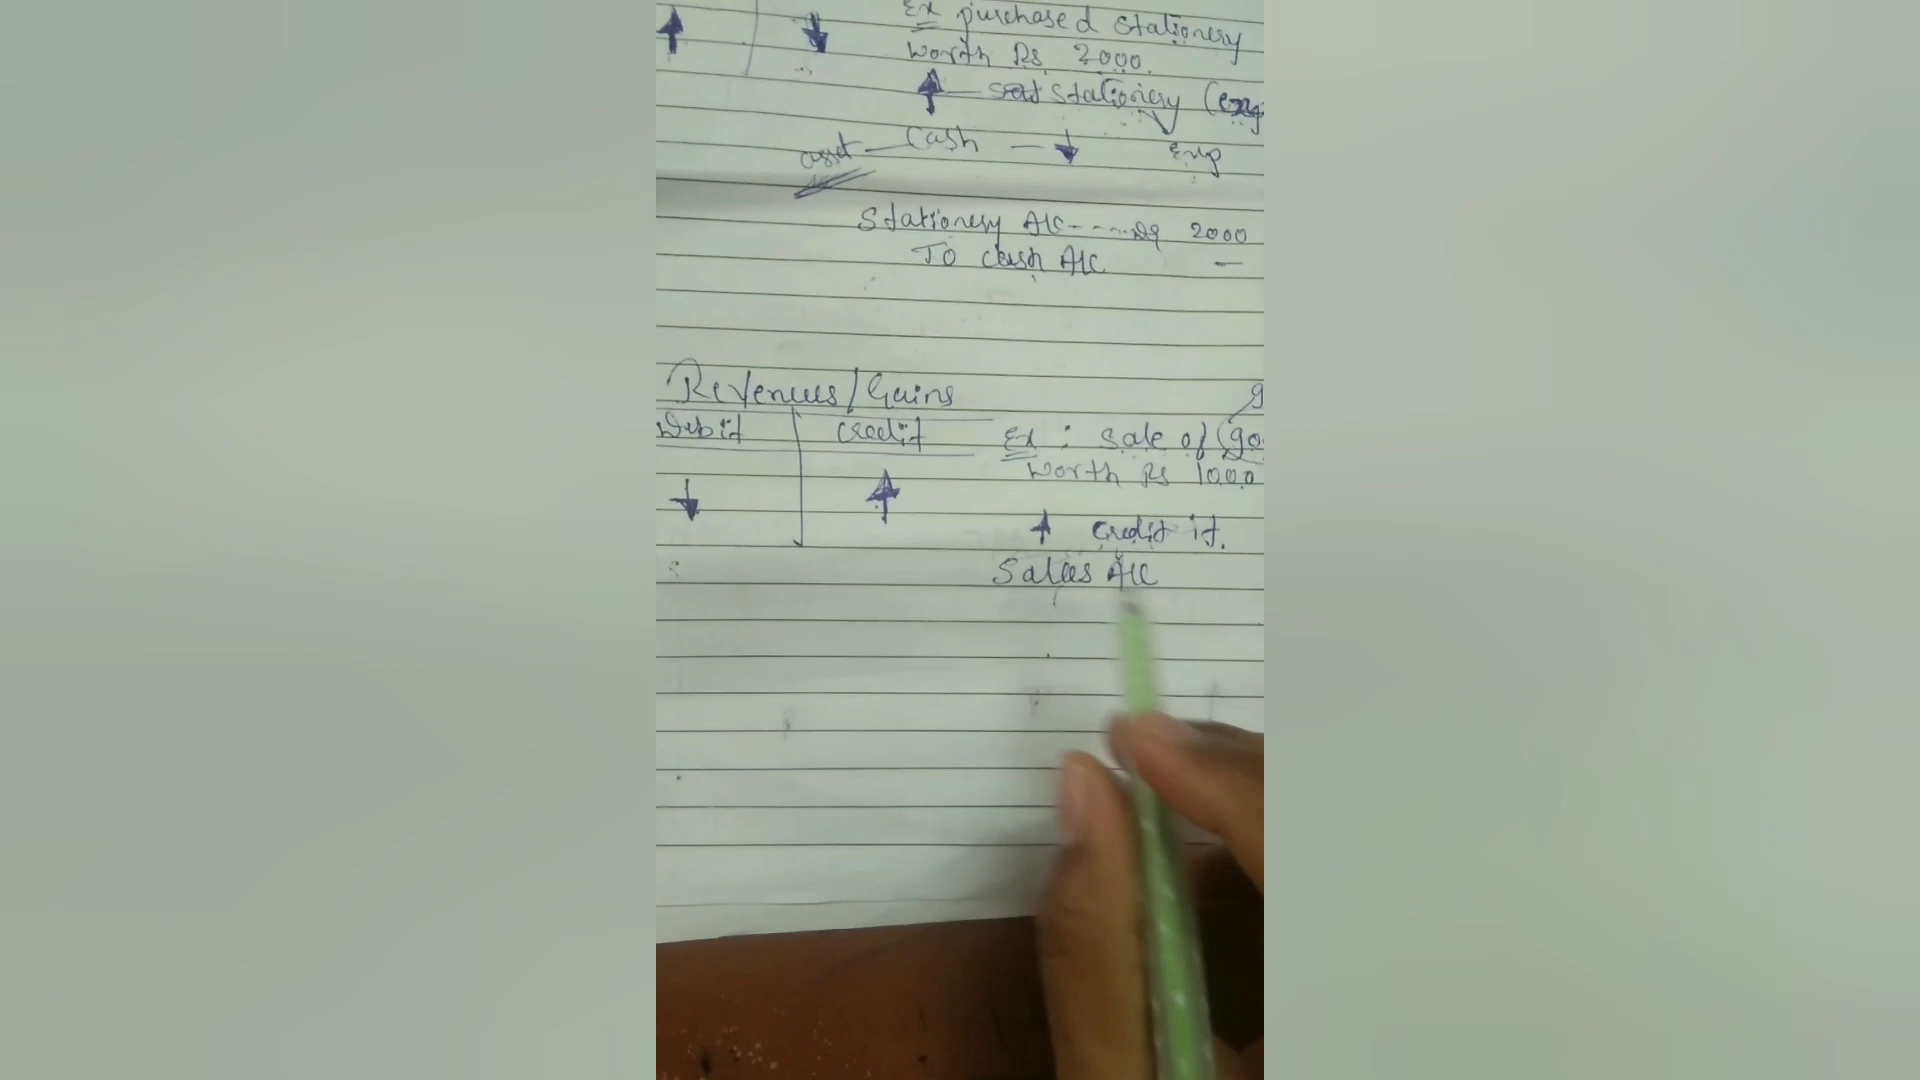 Ex purchased stationery
worth Rs 2000.
stationery
asset - Cash - Exp
Stationery A/C----Dr 2000
To cash A/C -
Revenues/Gains
Debit credit
Ex : sale of (go
worth Rs 1000
credit it.
Sales A/C